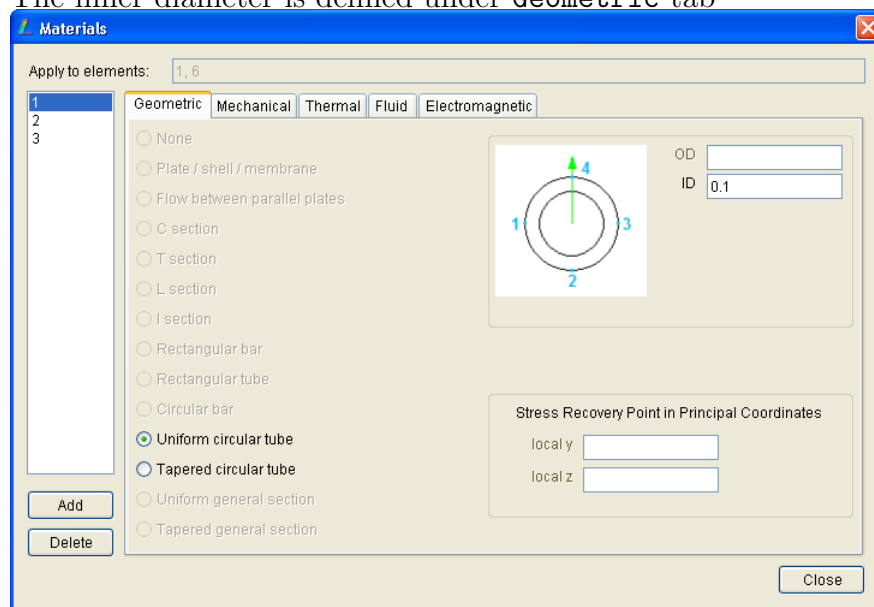 The inner diameter is defined under Geometric tab
Materials
Apply to elements: 1, 6
1
2
3
Geometric Mechanical Thermal Fluid Electromagnetic
None
Plate / shell / membrane
Flow between parallel plates
C section
T section
L section
I section
Rectangular bar
Rectangular tube
Circular bar
Uniform circular tube
Tapered circular tube
Uniform general section
Tapered general section
4
1
3
2
OD
ID 0.1
Stress Recovery Point in Principal Coordinates
local y
local z
Add
Delete
Close